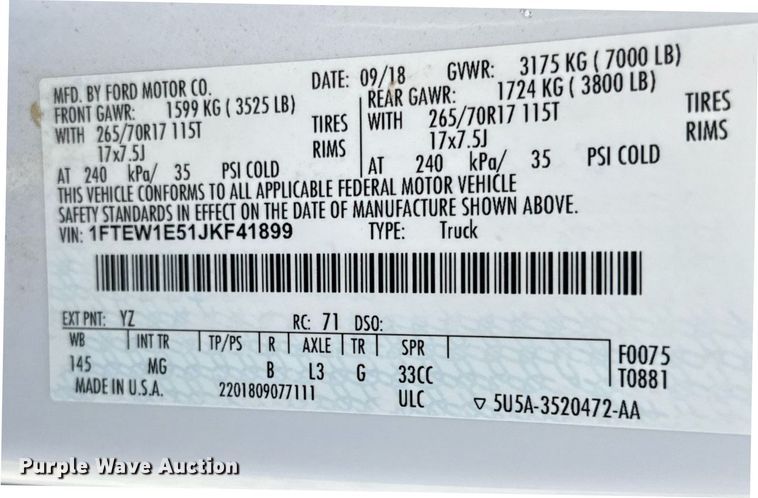 MFD. BY FORD MOTOR CO. DATE: 09/18 GVWR: 3175 KG ( 7000 LB)
FRONT GAWR: 1599 KG ( 3525 LB) REAR GAWR: 1724 KG ( 3800 LB)
WITH 265/70R17 115T TIRES WITH 265/70R17 115T TIRES
17x7.5J RIMS 17x7.5J RIMS
AT 240 kPa/ 35 PSI COLD AT 240 kPa/ 35 PSI COLD
THIS VEHICLE CONFORMS TO ALL APPLICABLE FEDERAL MOTOR VEHICLE
SAFETY STANDARDS IN EFFECT ON THE DATE OF MANUFACTURE SHOWN ABOVE.
VIN: 1FTEW1E51JKF41899 TYPE: Truck
EXT PNT: YZ RC: 71 DSO:
WB INT TR TP/PS R AXLE TR SPR F0075
145 MG B L3 G 33CC T0881
MADE IN U.S.A. 2201809077111 ULC ▽ 5U5A-3520472-AA
Purple Wave Auction